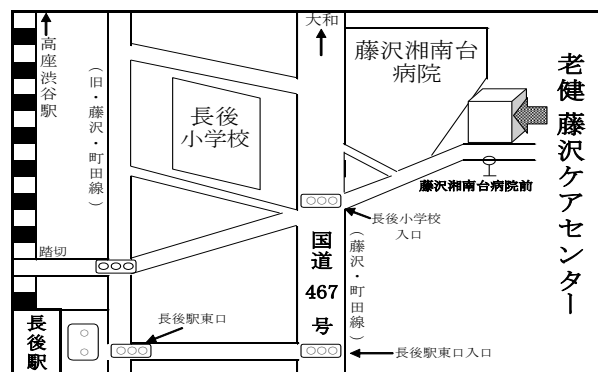 大和
高座渋谷駅
（旧・藤沢・町田線）
藤沢湘南台
病院
長後
小学校
老健 藤沢ケアセンター
藤沢湘南台病院前
長後小学校
入口
国道
467
号
（藤沢・町田線）
踏切
長後駅東口
長後駅東口入口
長後駅